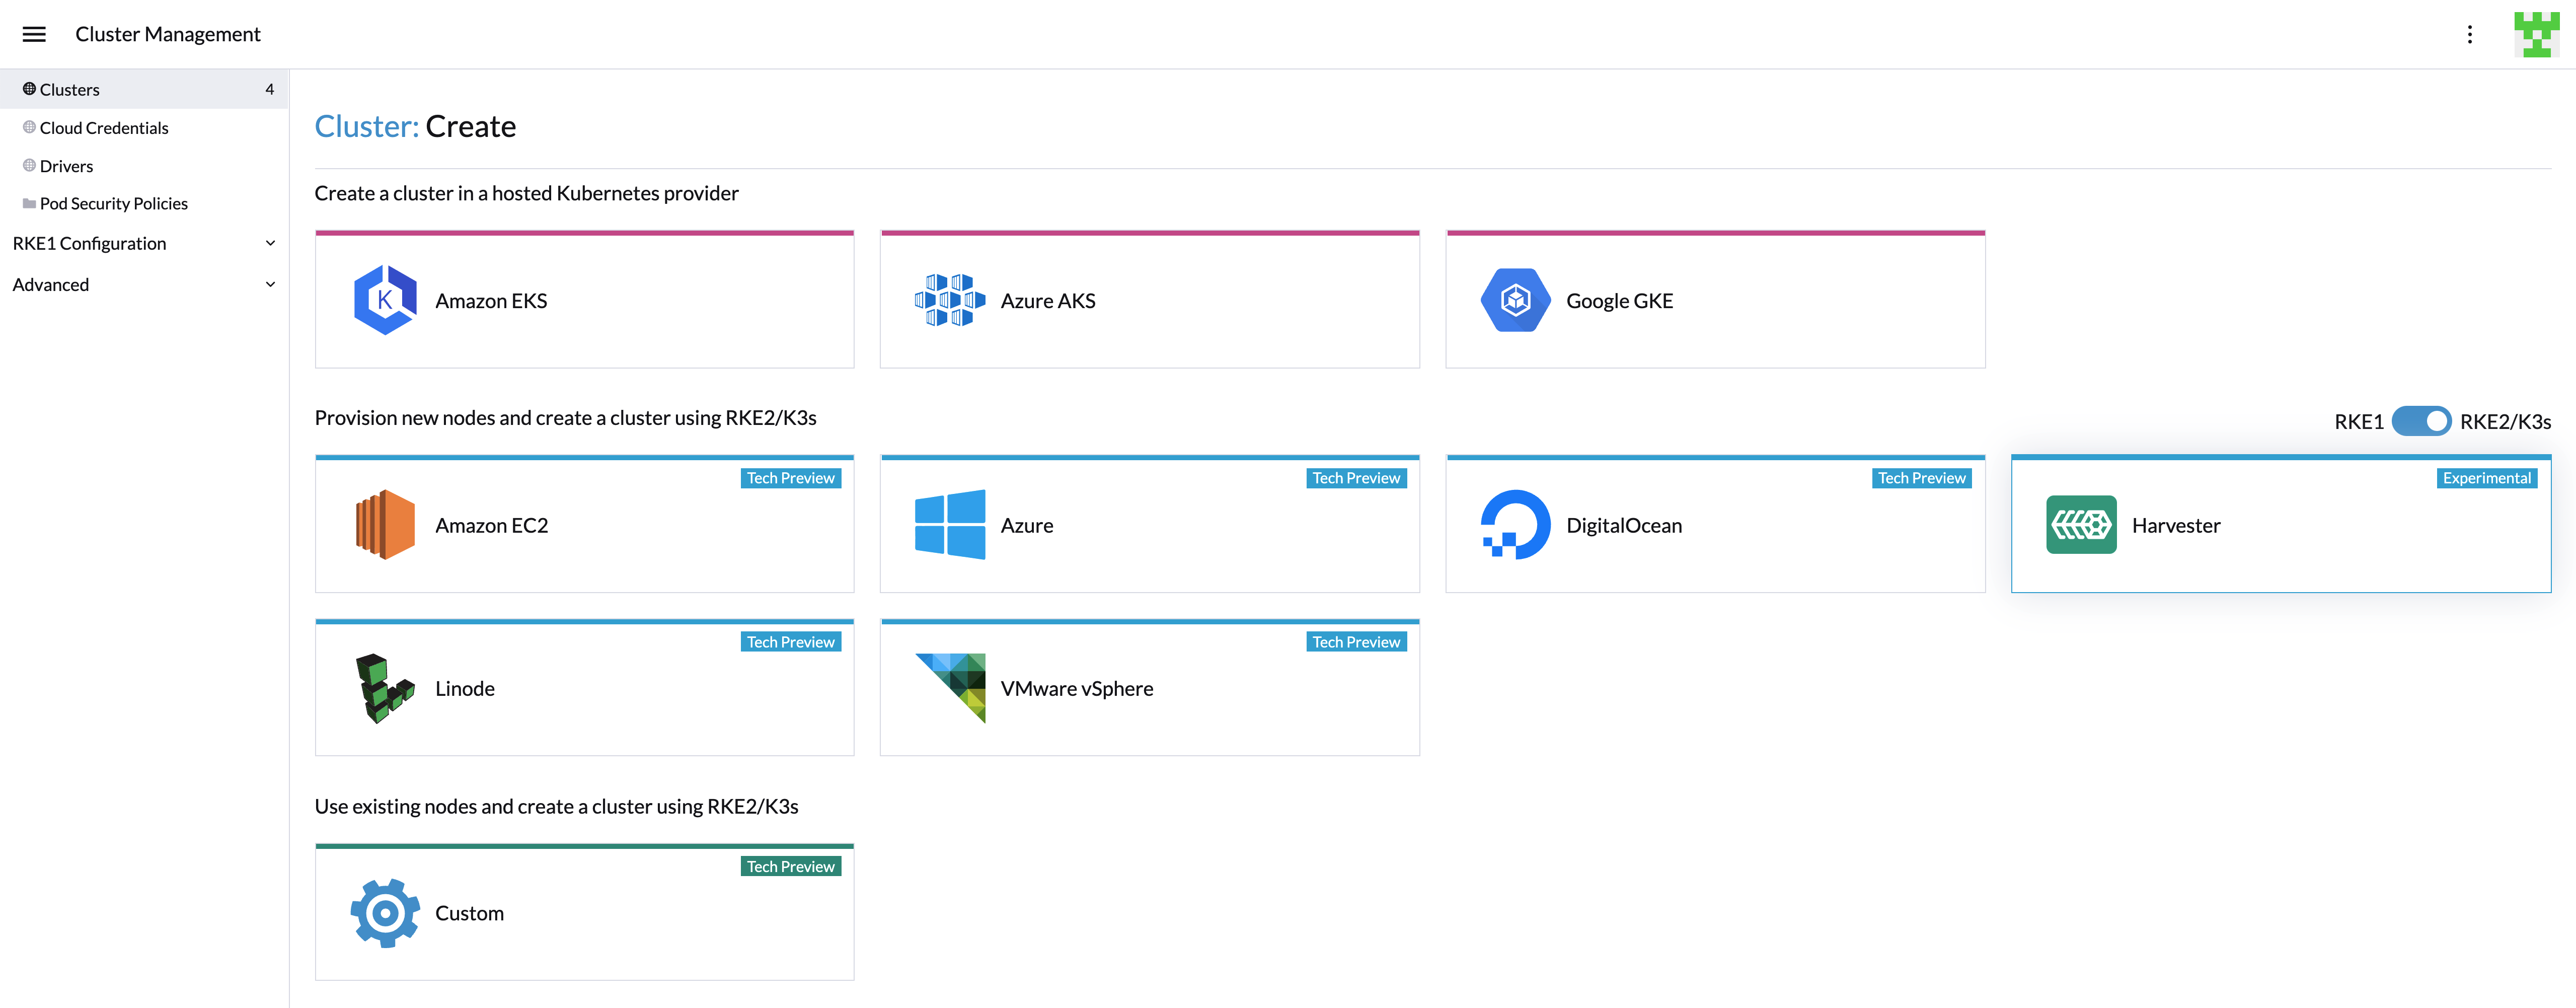 Cluster Management
Clusters 4
Cloud Credentials
Drivers
Pod Security Policies
RKE1 Configuration
Advanced
Cluster: Create
Create a cluster in a hosted Kubernetes provider
K
Amazon EKS
Azure AKS
Google GKE
Provision new nodes and create a cluster using RKE2/K3s
RKE1 RKE2/K3s
Tech Preview
Amazon EC2
Tech Preview
Azure
Tech Preview
DigitalOcean
Experimental
Harvester
Tech Preview
Linode
Tech Preview
VMware vSphere
Use existing nodes and create a cluster using RKE2/K3s
Tech Preview
Custom